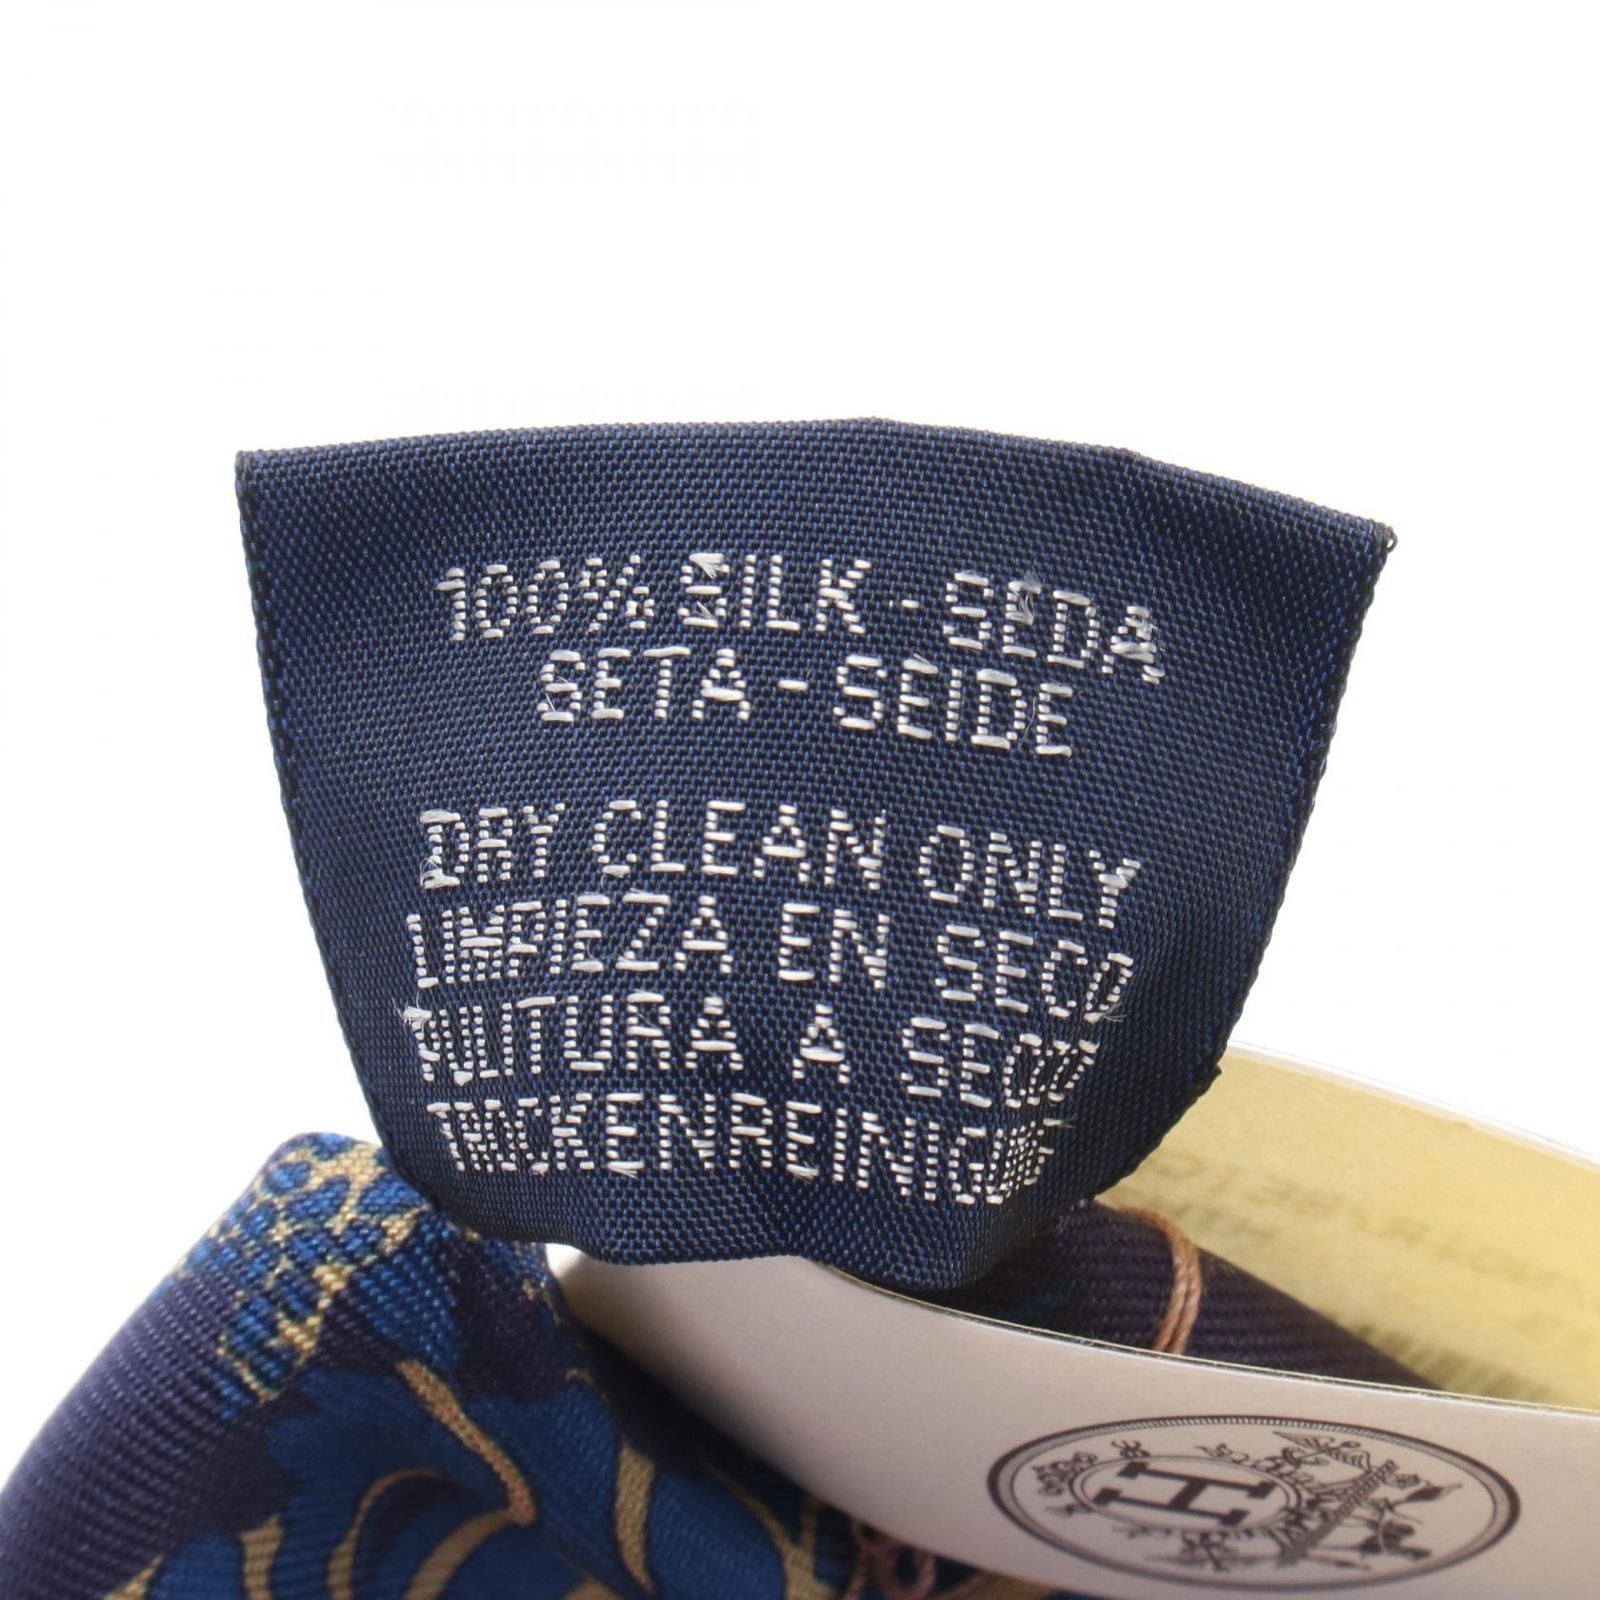 100% SILK - SEDA
SETA - SEIDE
DRY CLEAN ONLY
LIMPIEZA EN SECO
PULITURA A SECCO
TROCKENREINIGUNG
H